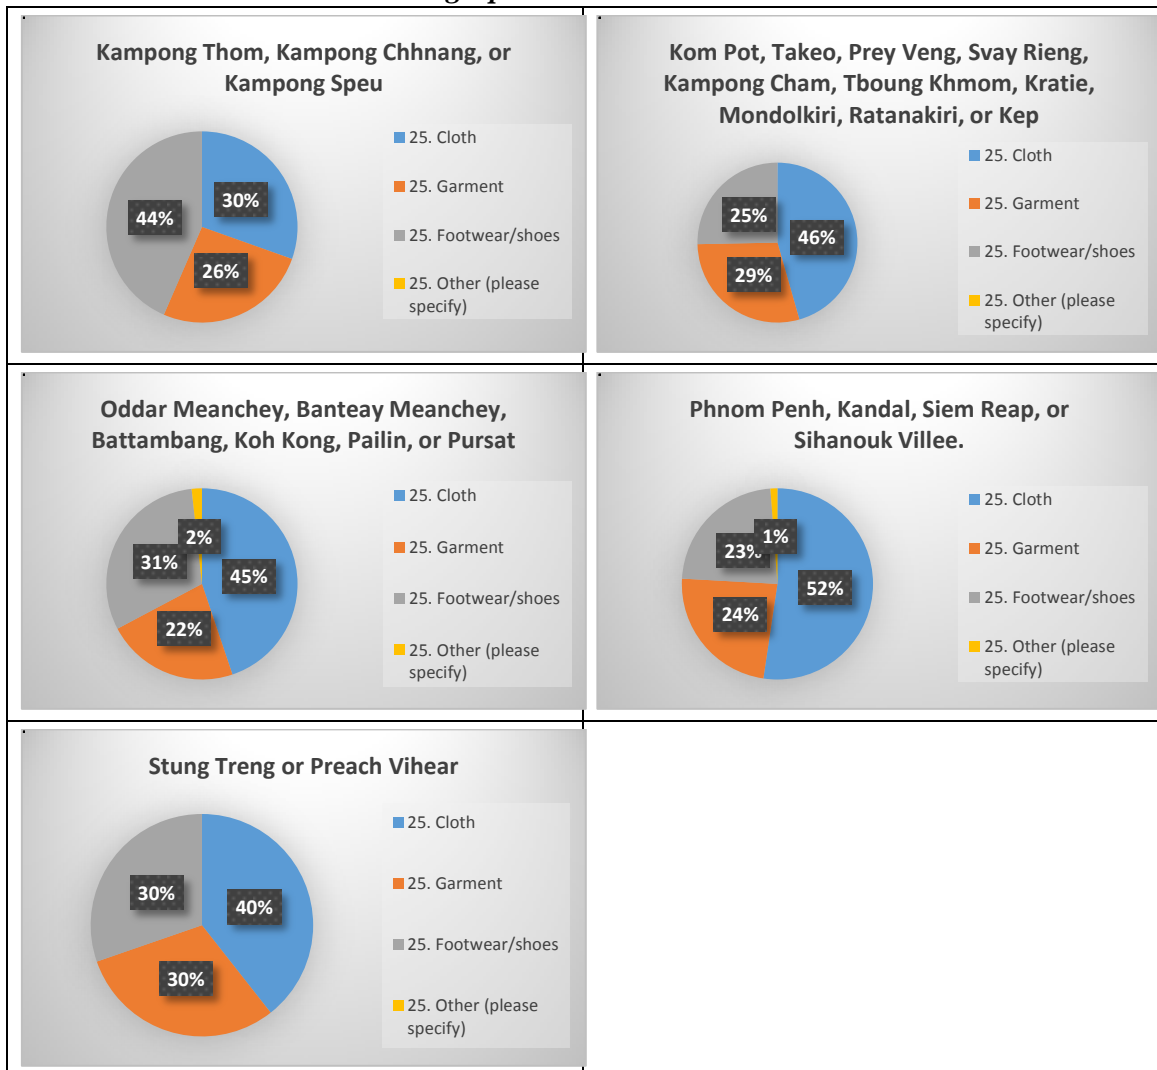 Kampong Thom, Kampong Chhnang, or
Kampong Speu
25. Cloth
25. Garment
25. Footwear/shoes
25. Other (please
specify)
30%
26%
44%
Kom Pot, Takeo, Prey Veng, Svay Rieng,
Kampong Cham, Tboung Khmom, Kratie,
Mondolkiri, Ratanakiri, or Kep
25. Cloth
25. Garment
25. Footwear/shoes
25. Other (please
specify)
46%
29%
25%
Oddar Meanchey, Banteay Meanchey,
Battambang, Koh Kong, Pailin, or Pursat
25. Cloth
25. Garment
25. Footwear/shoes
25. Other (please
specify)
45%
22%
31%
2%
Phnom Penh, Kandal, Siem Reap, or
Sihanouk Villee.
25. Cloth
25. Garment
25. Footwear/shoes
25. Other (please
specify)
52%
24%
23%
1%
Stung Treng or Preach Vihear
25. Cloth
25. Garment
25. Footwear/shoes
25. Other (please
specify)
40%
30%
30%